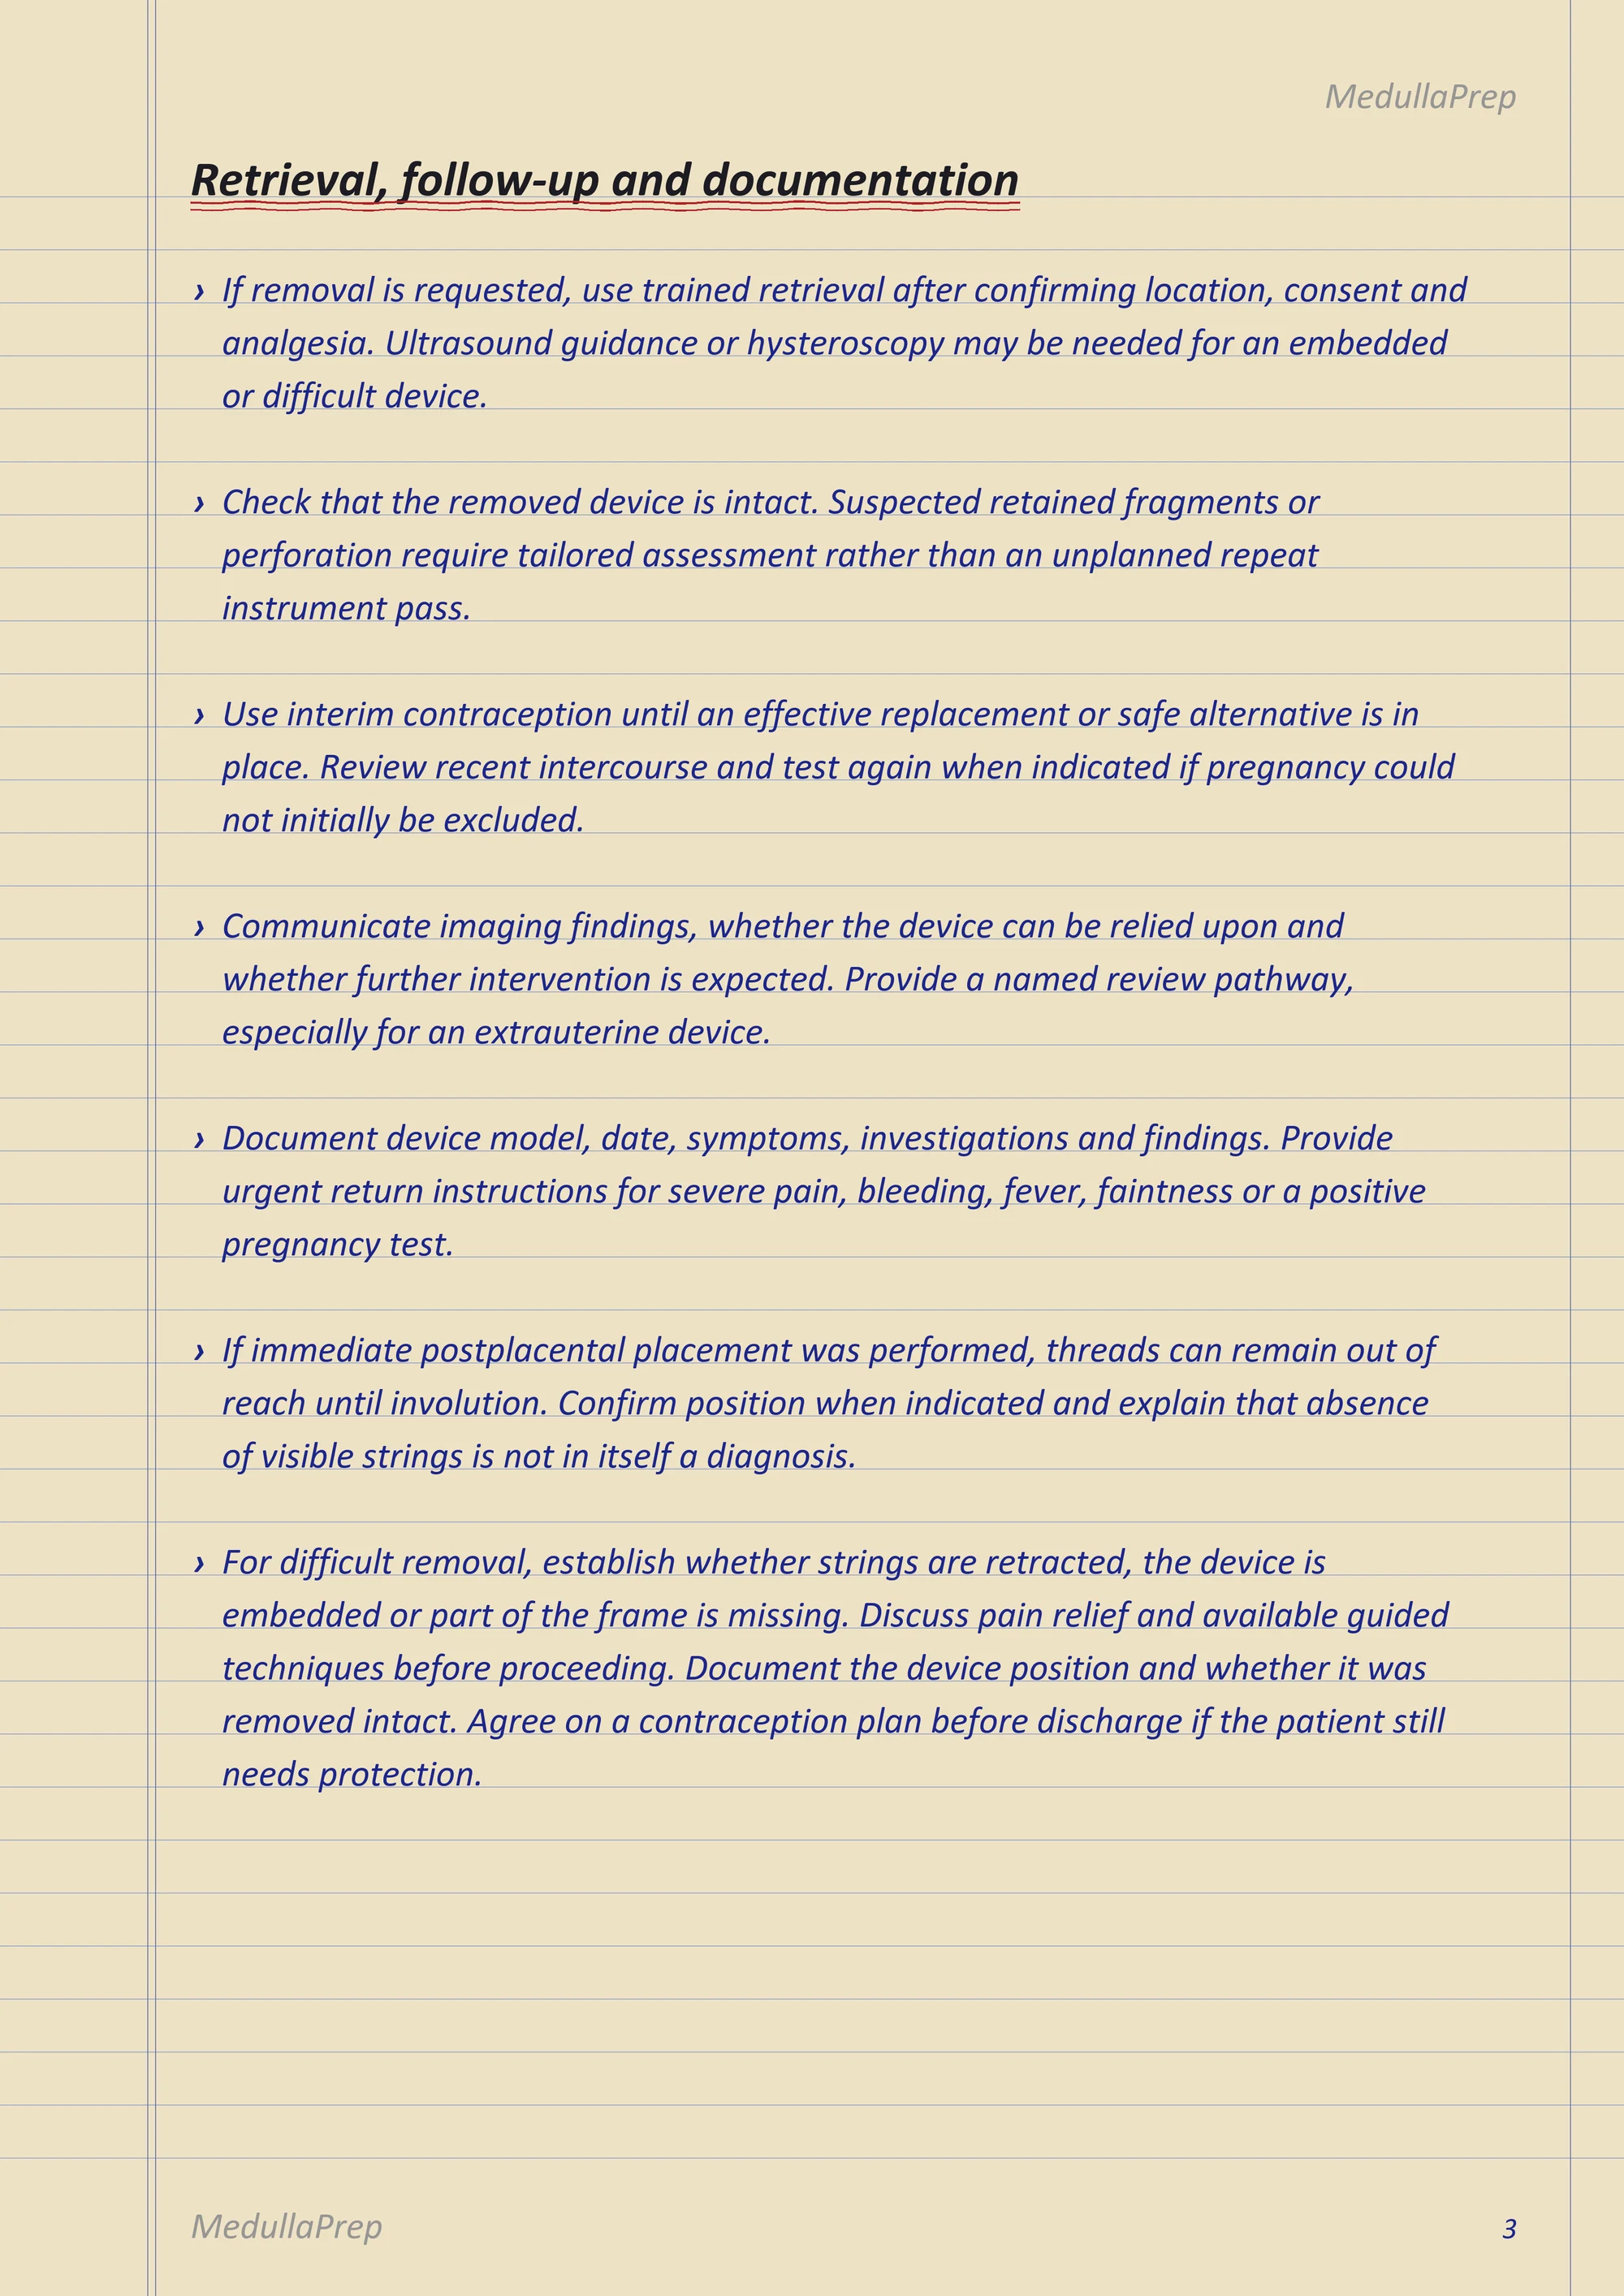 MedullaPrep
Retrieval, follow-up and documentation
› If removal is requested, use trained retrieval after confirming location, consent and
analgesia. Ultrasound guidance or hysteroscopy may be needed for an embedded
or difficult device.
› Check that the removed device is intact. Suspected retained fragments or
perforation require tailored assessment rather than an unplanned repeat
instrument pass.
› Use interim contraception until an effective replacement or safe alternative is in
place. Review recent intercourse and test again when indicated if pregnancy could
not initially be excluded.
› Communicate imaging findings, whether the device can be relied upon and
whether further intervention is expected. Provide a named review pathway,
especially for an extrauterine device.
› Document device model, date, symptoms, investigations and findings. Provide
urgent return instructions for severe pain, bleeding, fever, faintness or a positive
pregnancy test.
› If immediate postplacental placement was performed, threads can remain out of
reach until involution. Confirm position when indicated and explain that absence
of visible strings is not in itself a diagnosis.
› For difficult removal, establish whether strings are retracted, the device is
embedded or part of the frame is missing. Discuss pain relief and available guided
techniques before proceeding. Document the device position and whether it was
removed intact. Agree on a contraception plan before discharge if the patient still
needs protection.
MedullaPrep
3